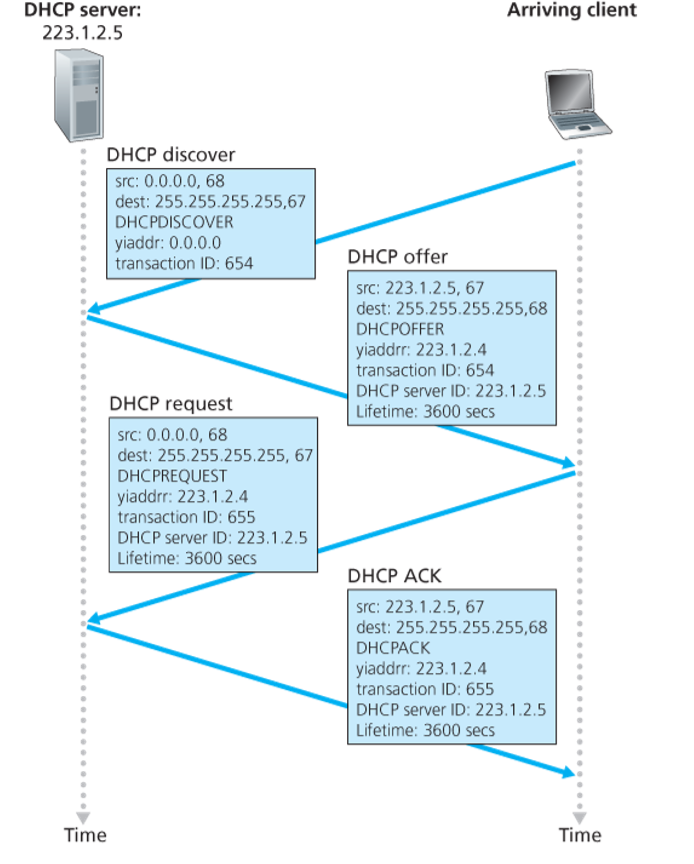 DHCP server:
223.1.2.5
Arriving client
DHCP discover
src: 0.0.0.0, 68
dest: 255.255.255.255,67
DHCPDISCOVER
yiaddr: 0.0.0.0
transaction ID: 654
DHCP offer
src: 223.1.2.5, 67
dest: 255.255.255.255,68
DHCPOFFER
yiaddrr: 223.1.2.4
transaction ID: 654
DHCP server ID: 223.1.2.5
Lifetime: 3600 secs
DHCP request
src: 0.0.0.0, 68
dest: 255.255.255.255, 67
DHCPREQUEST
yiaddrr: 223.1.2.4
transaction ID: 655
DHCP server ID: 223.1.2.5
Lifetime: 3600 secs
DHCP ACK
src: 223.1.2.5, 67
dest: 255.255.255.255,68
DHCPACK
yiaddrr: 223.1.2.4
transaction ID: 655
DHCP server ID: 223.1.2.5
Lifetime: 3600 secs
Time
Time